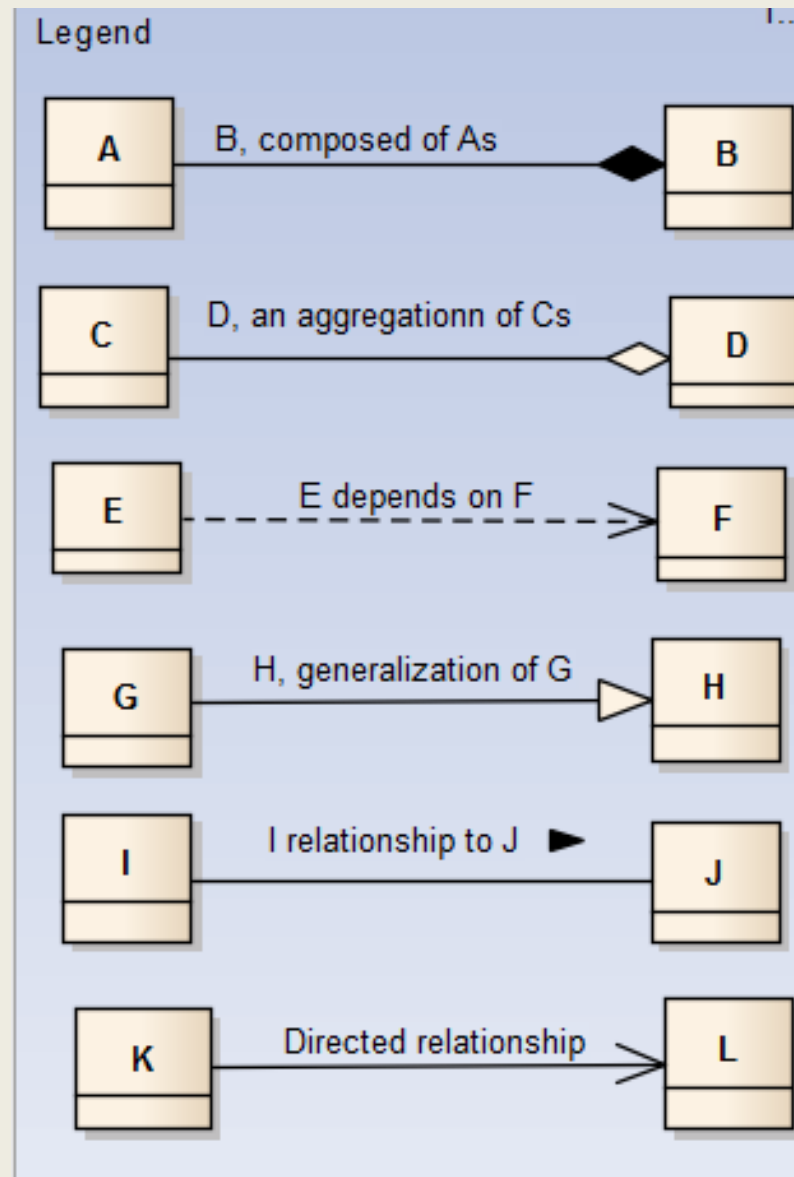 Legend
A
B, composed of As
B
C
D, an aggregationn of Cs
D
E
E depends on F
F
G
H, generalization of G
H
I
I relationship to J
J
K
Directed relationship
L